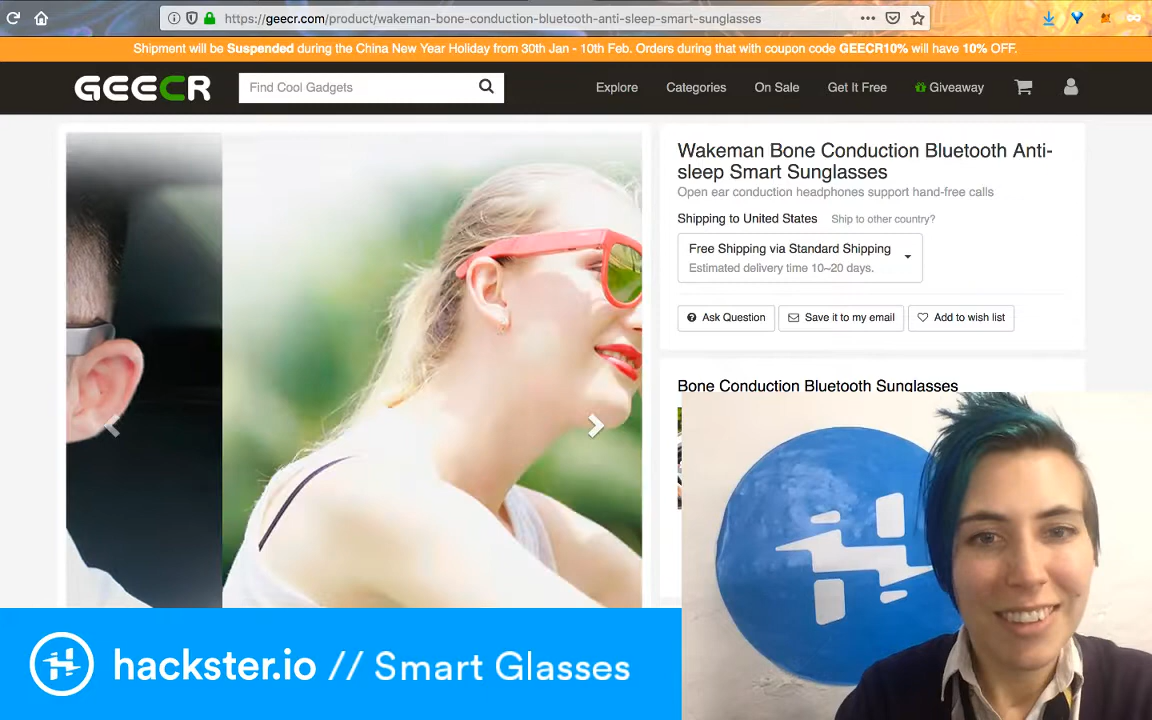 https://geecr.com/product/wakeman-bone-conduction-bluetooth-anti-sleep-smart-sunglasses
Shipment will be Suspended during the China New Year Holiday from 30th Jan - 10th Feb. Orders during that with coupon code GEECR10% will have 10% OFF.
GEECR
Find Cool Gadgets
Explore
Categories
On Sale
Get It Free
Giveaway
Wakeman Bone Conduction Bluetooth Anti-
sleep Smart Sunglasses
Open ear conduction headphones support hand-free calls
Shipping to United States Ship to other country?
Free Shipping via Standard Shipping
Estimated delivery time 10~20 days.
Ask Question
Save it to my email
Add to wish list
Bone Conduction Bluetooth Sunglasses
hackster.io // Smart Glasses